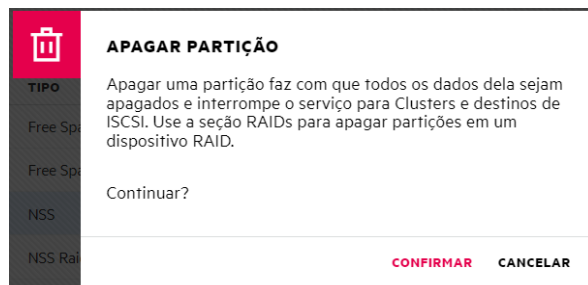 APAGAR PARTIÇÃO
TIPO
Apagar uma partição faz com que todos os dados dela sejam
apagados e interrompe o serviço para Clusters e destinos de
ISCSI. Use a seção RAIDs para apagar partições em um
dispositivo RAID.
Free Spa
Free Spa
Continuar?
NSS
NSS Rai
CONFIRMAR CANCELAR